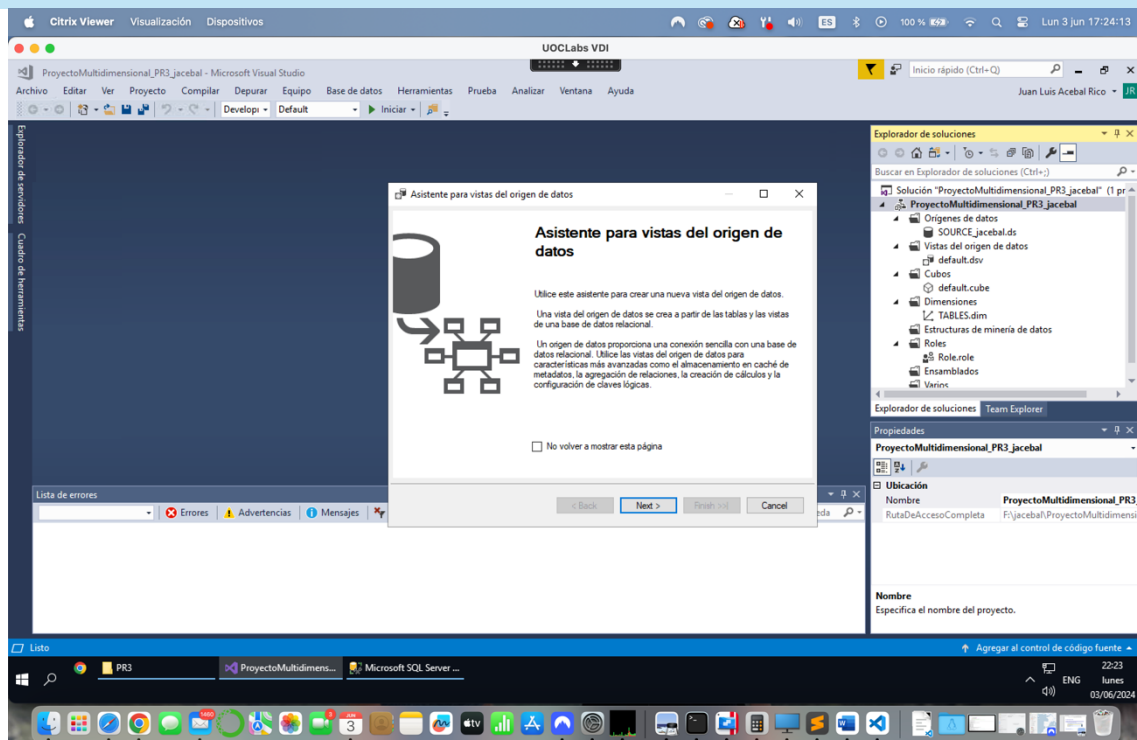 Citrix Viewer Visualización Dispositivos ES 100 % Lun 3 jun 17:24:13
UOCLabs VDI
ProyectoMultidimensional_PR3_jacebal - Microsoft Visual Studio
Inicio rápido (Ctrl+Q)
Archivo Editar Ver Proyecto Compilar Depurar Equipo Base de datos Herramientas Prueba Analizar Ventana Ayuda
Juan Luis Acebal Rico JR
Developi Default Iniciar
Explorador de servidores
Cuadro de herramientas
Asistente para vistas del origen de datos
Asistente para vistas del origen de
datos
Utilice este asistente para crear una nueva vista del origen de datos.
Una vista del origen de datos se crea a partir de las tablas y las vistas
de una base de datos relacional.
Un origen de datos proporciona una conexión sencilla con una base de
datos relacional. Utilice las vistas del origen de datos para
características más avanzadas como el almacenamiento en caché de
metadatos, la agregación de relaciones, la creación de cálculos y la
configuración de claves lógicas.
No volver a mostrar esta página
< Back Next > Finish >>| Cancel
Explorador de soluciones
Buscar en Explorador de soluciones (Ctrl+;)
Solución "ProyectoMultidimensional_PR3_jacebal" (1 pr
ProyectoMultidimensional_PR3_jacebal
Orígenes de datos
SOURCE_jacebal.ds
Vistas del origen de datos
default.dsv
Cubos
default.cube
Dimensiones
TABLES.dim
Estructuras de minería de datos
Roles
Role.role
Ensamblados
Varios
Explorador de soluciones Team Explorer
Propiedades
ProyectoMultidimensional_PR3_jacebal
Ubicación
Nombre ProyectoMultidimensional_PR3_
RutaDeAccesoCompleta F:\jacebal\ProyectoMultidimensi
Nombre
Especifica el nombre del proyecto.
Lista de errores
Errores Advertencias Mensajes eda
Listo
Agregar al control de código fuente
PR3 ProyectoMultidimens... Microsoft SQL Server ...
ENG
22:23
lunes
03/06/2024
1460
3
tv